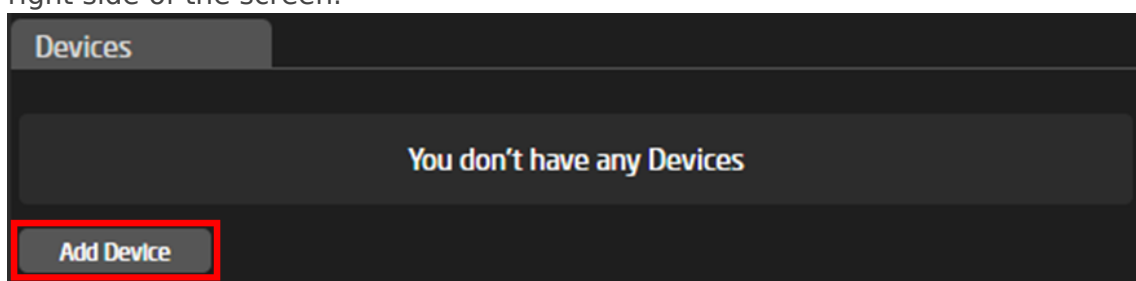 right side of the screen.
Devices
You don't have any Devices
Add Device